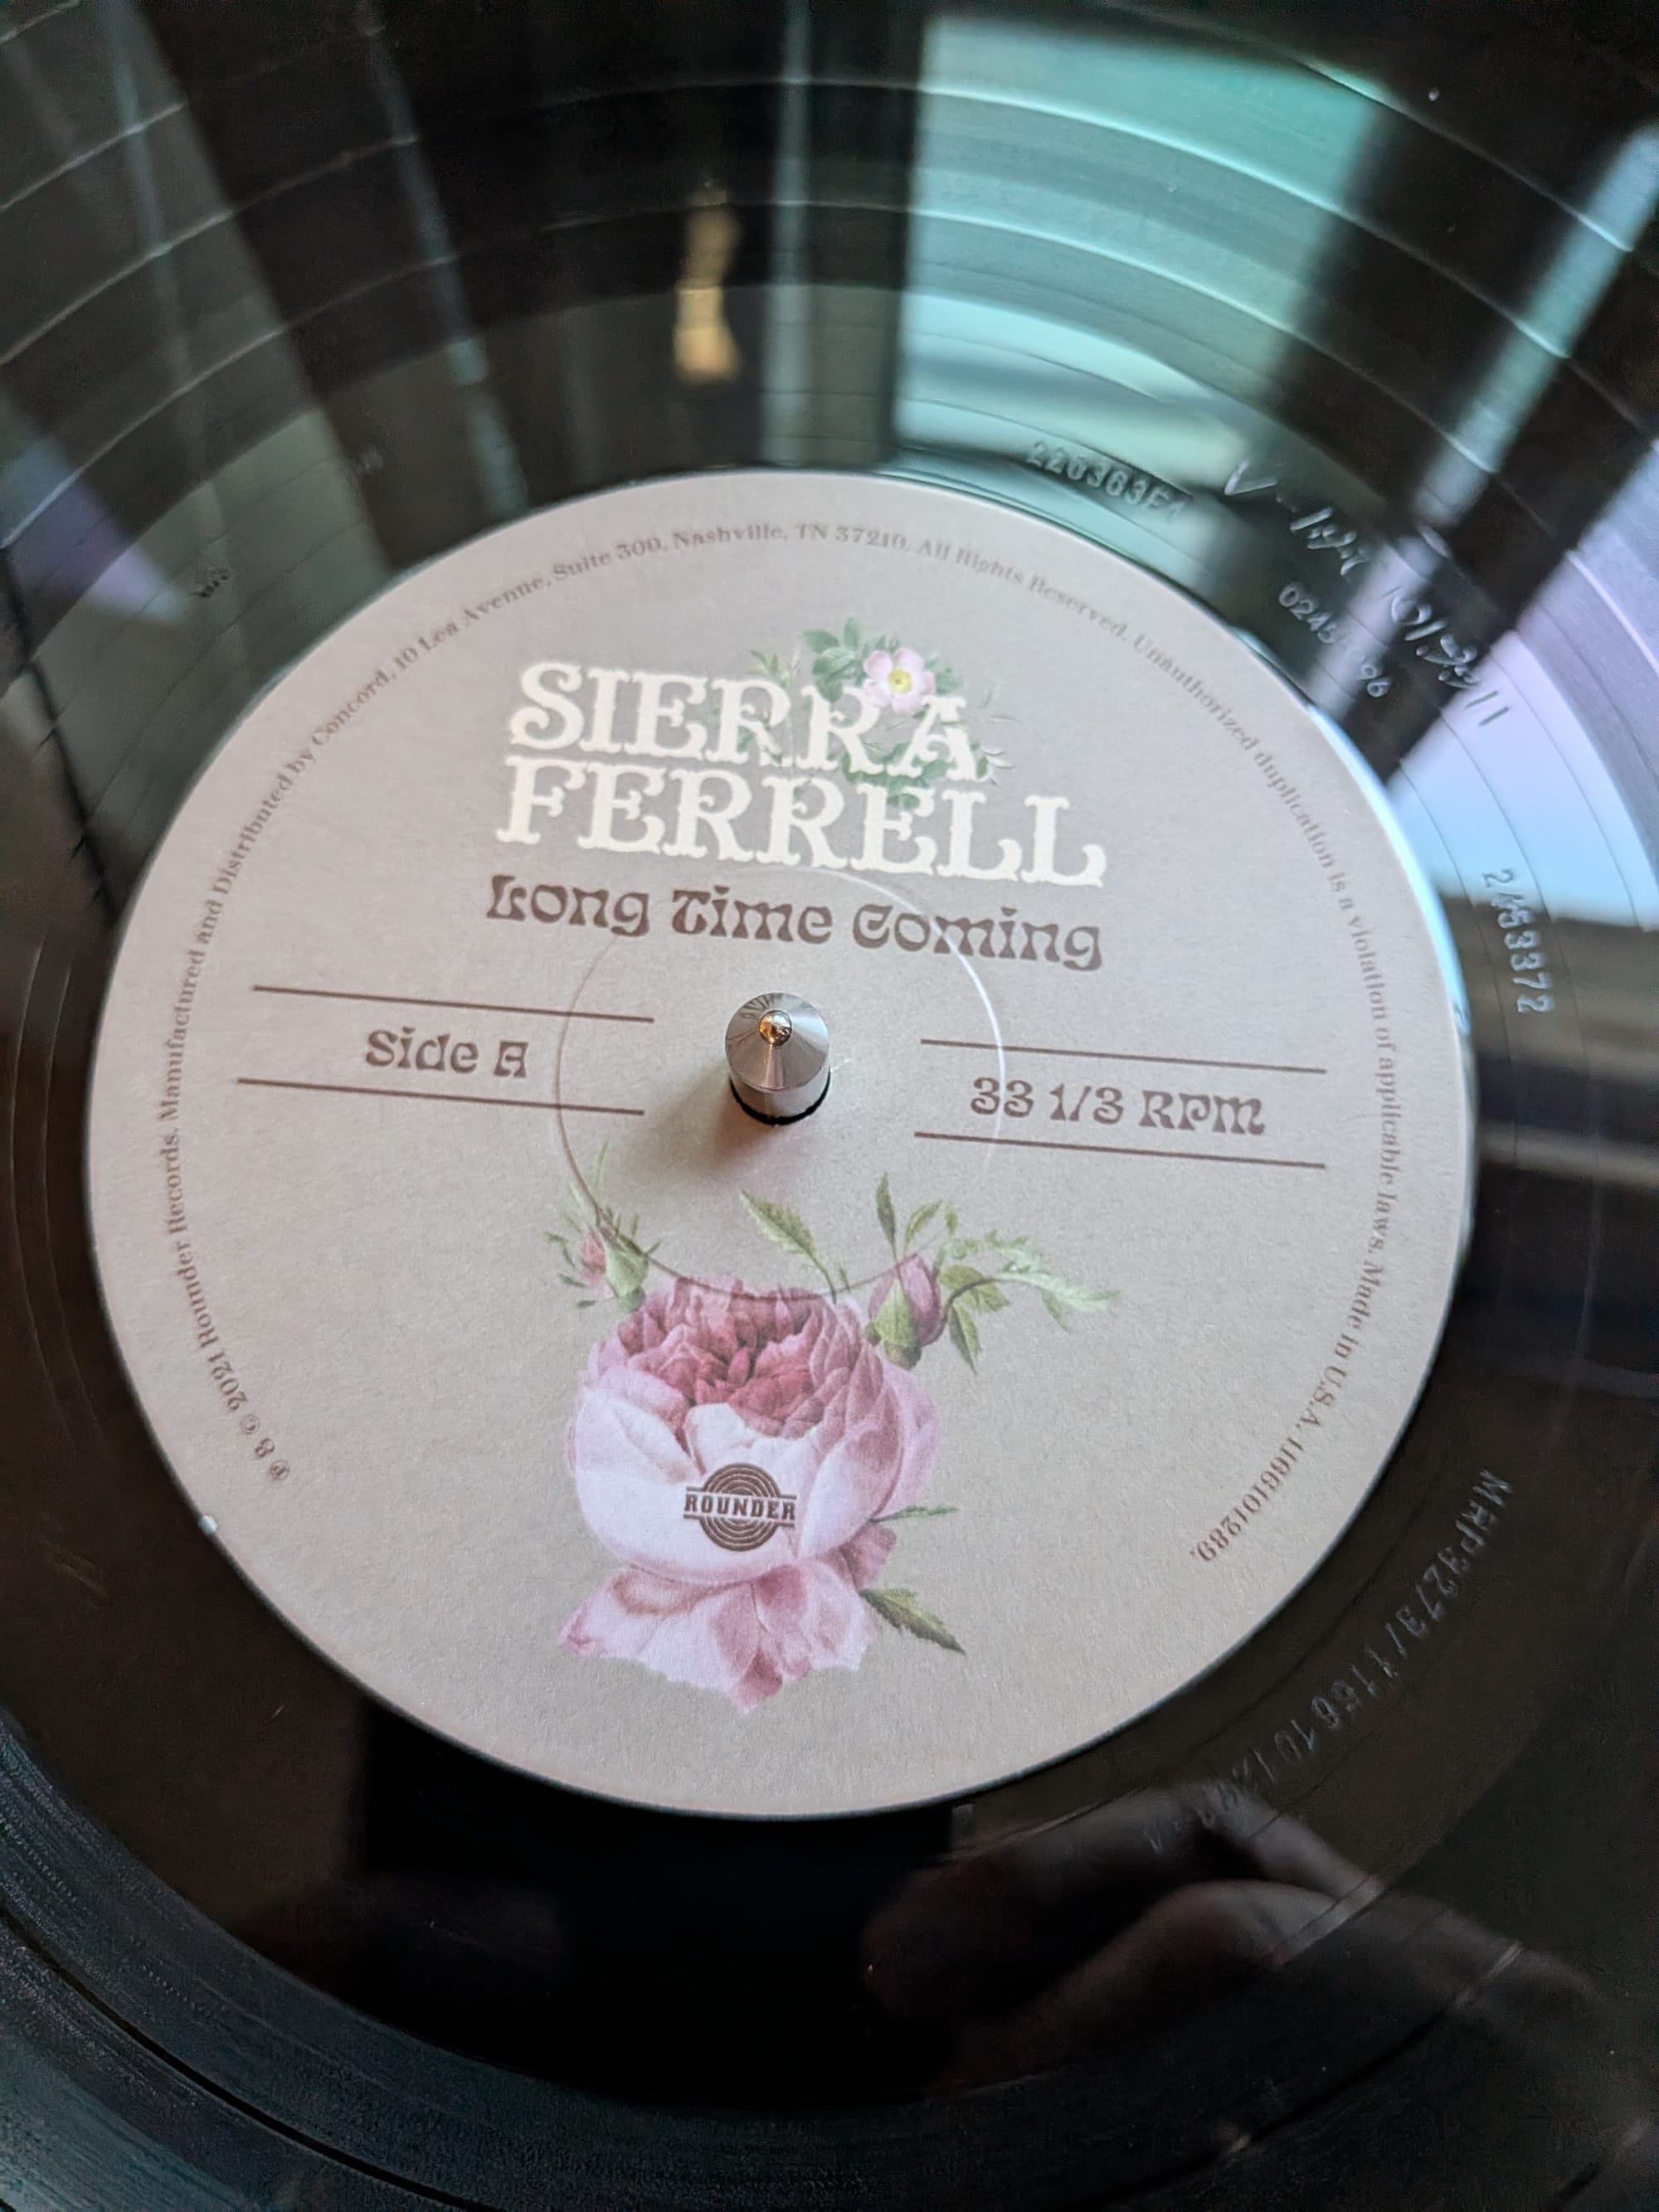 SIERRA
FERRELL
Long Time Coming
Side A
33 1/3 RPM
ROUNDER
℗ & © 2021 Rounder Records. Manufactured and Distributed by Concord, 10 Lea Avenue, Suite 300, Nashville, TN 37210. All Rights Reserved. Unauthorized duplication is a violation of applicable laws. Made in U.S.A. 1166101289.
226363E1